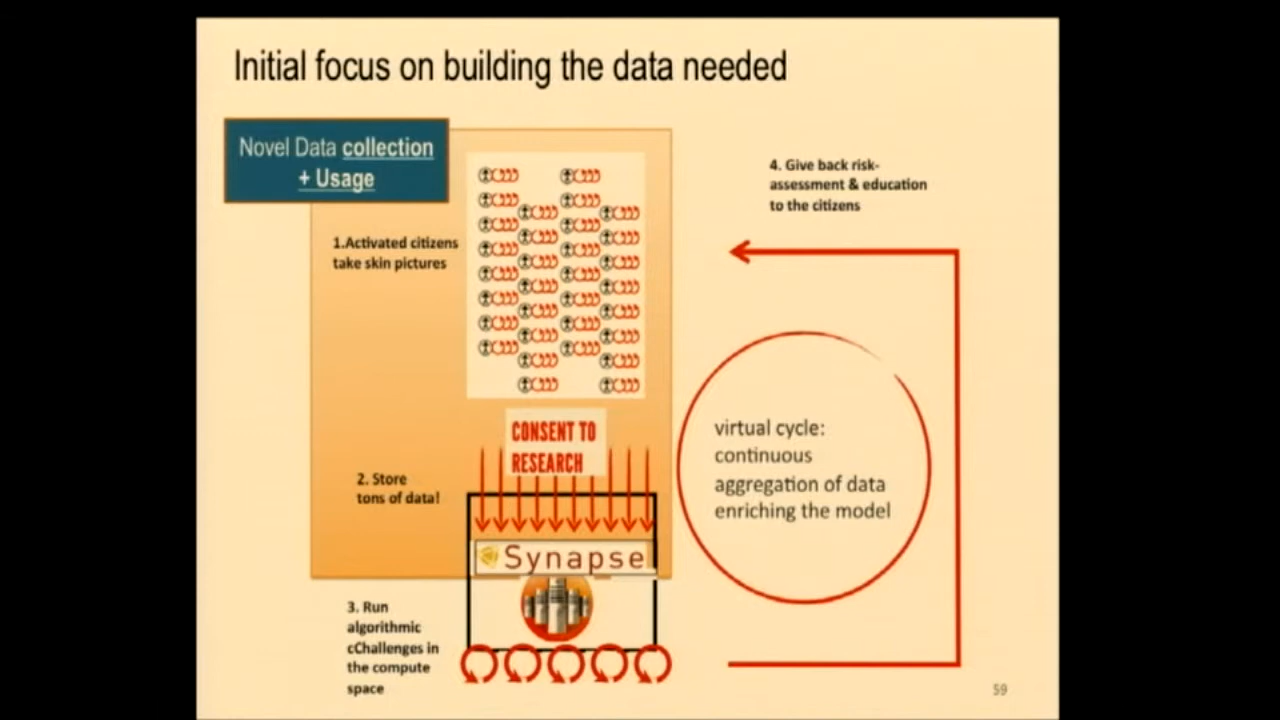 Initial focus on building the data needed
Novel Data collection
+ Usage
1.Activated citizens
take skin pictures
CONSENT TO
RESEARCH
2. Store
tons of data!
Synapse
3. Run
algorithmic
cChallenges in
the compute
space
4. Give back risk-
assessment & education
to the citizens
virtual cycle:
continuous
aggregation of data
enriching the model
59